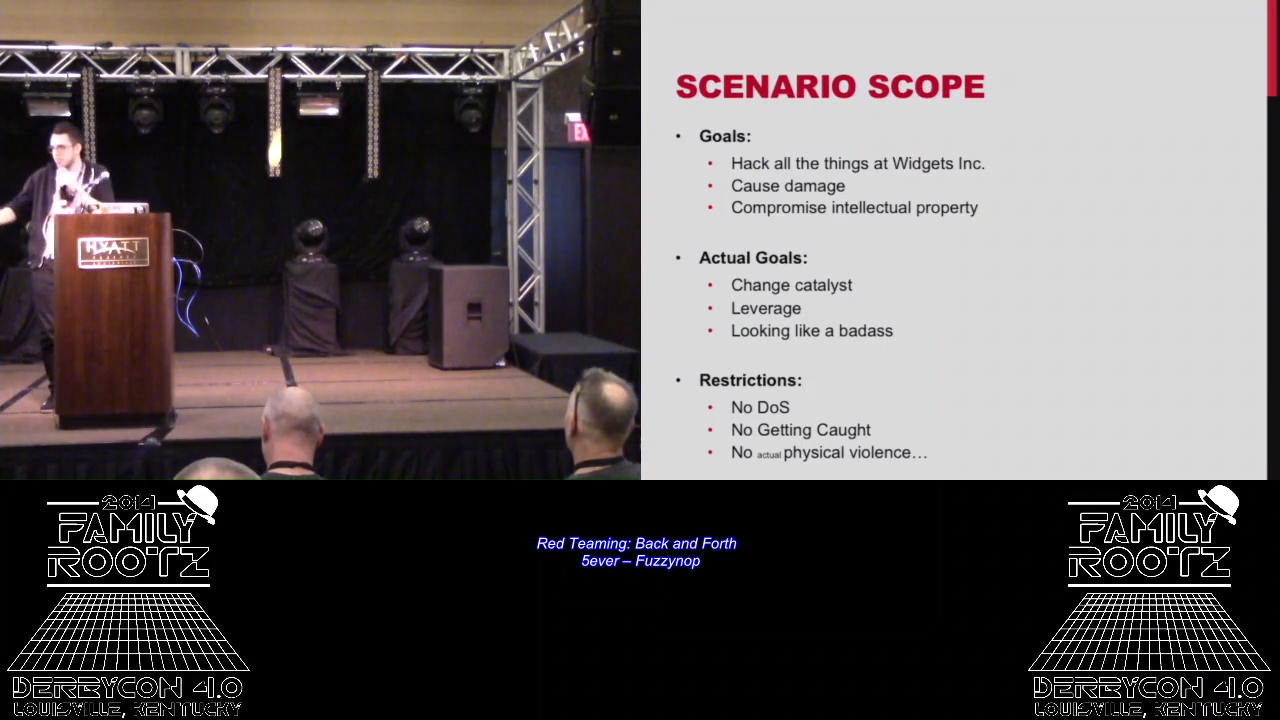 SCENARIO SCOPE
• Goals:
• Hack all the things at Widgets Inc.
• Cause damage
• Compromise intellectual property
• Actual Goals:
• Change catalyst
• Leverage
• Looking like a badass
• Restrictions:
• No DoS
• No Getting Caught
• No actual physical violence…
HYATT
2014
FAMILY
ROOTZ
DERBYCON 4.0
LOUISVILLE, KENTUCKY
Red Teaming: Back and Forth
5ever – Fuzzynop
2014
FAMILY
ROOTZ
DERBYCON 4.0
LOUISVILLE, KENTUCKY